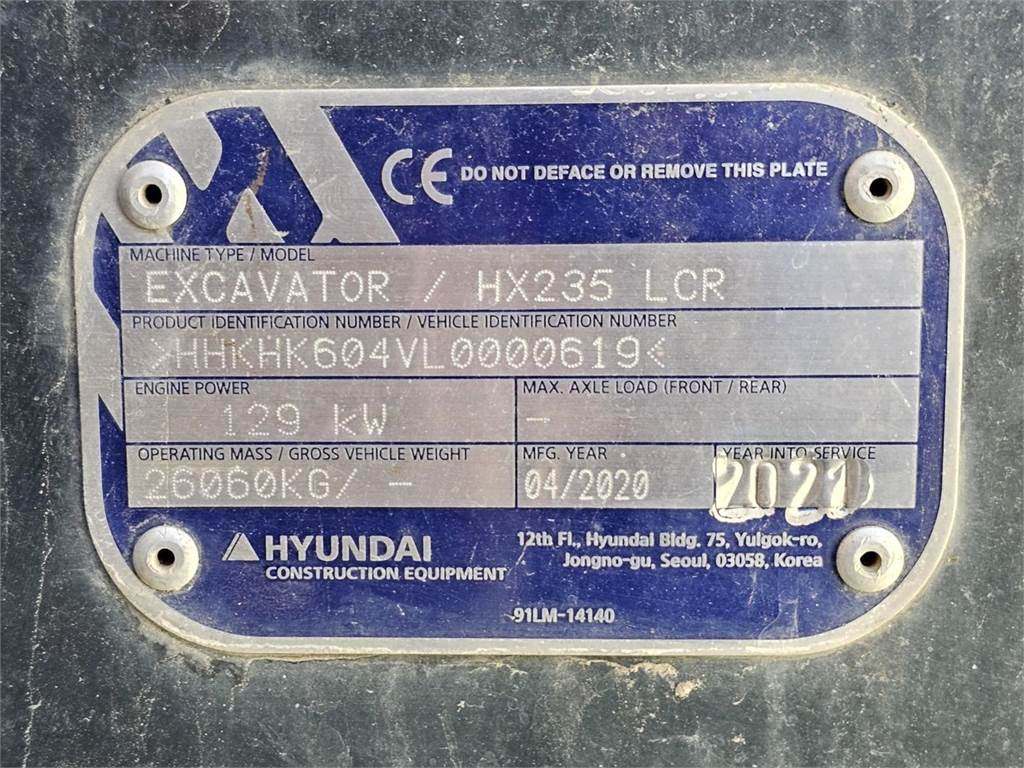 CE DO NOT DEFACE OR REMOVE THIS PLATE
MACHINE TYPE / MODEL
EXCAVATOR / HX235 LCR
PRODUCT IDENTIFICATION NUMBER / VEHICLE IDENTIFICATION NUMBER
>HHKHK604VL0000619<
ENGINE POWER MAX. AXLE LOAD (FRONT / REAR)
129 kW -
OPERATING MASS / GROSS VEHICLE WEIGHT MFG. YEAR YEAR INTO SERVICE
26060KG/ - 04/2020 2021
HYUNDAI
CONSTRUCTION EQUIPMENT
12th Fl., Hyundai Bldg. 75, Yulgok-ro,
Jongno-gu, Seoul, 03058, Korea
91LM-14140